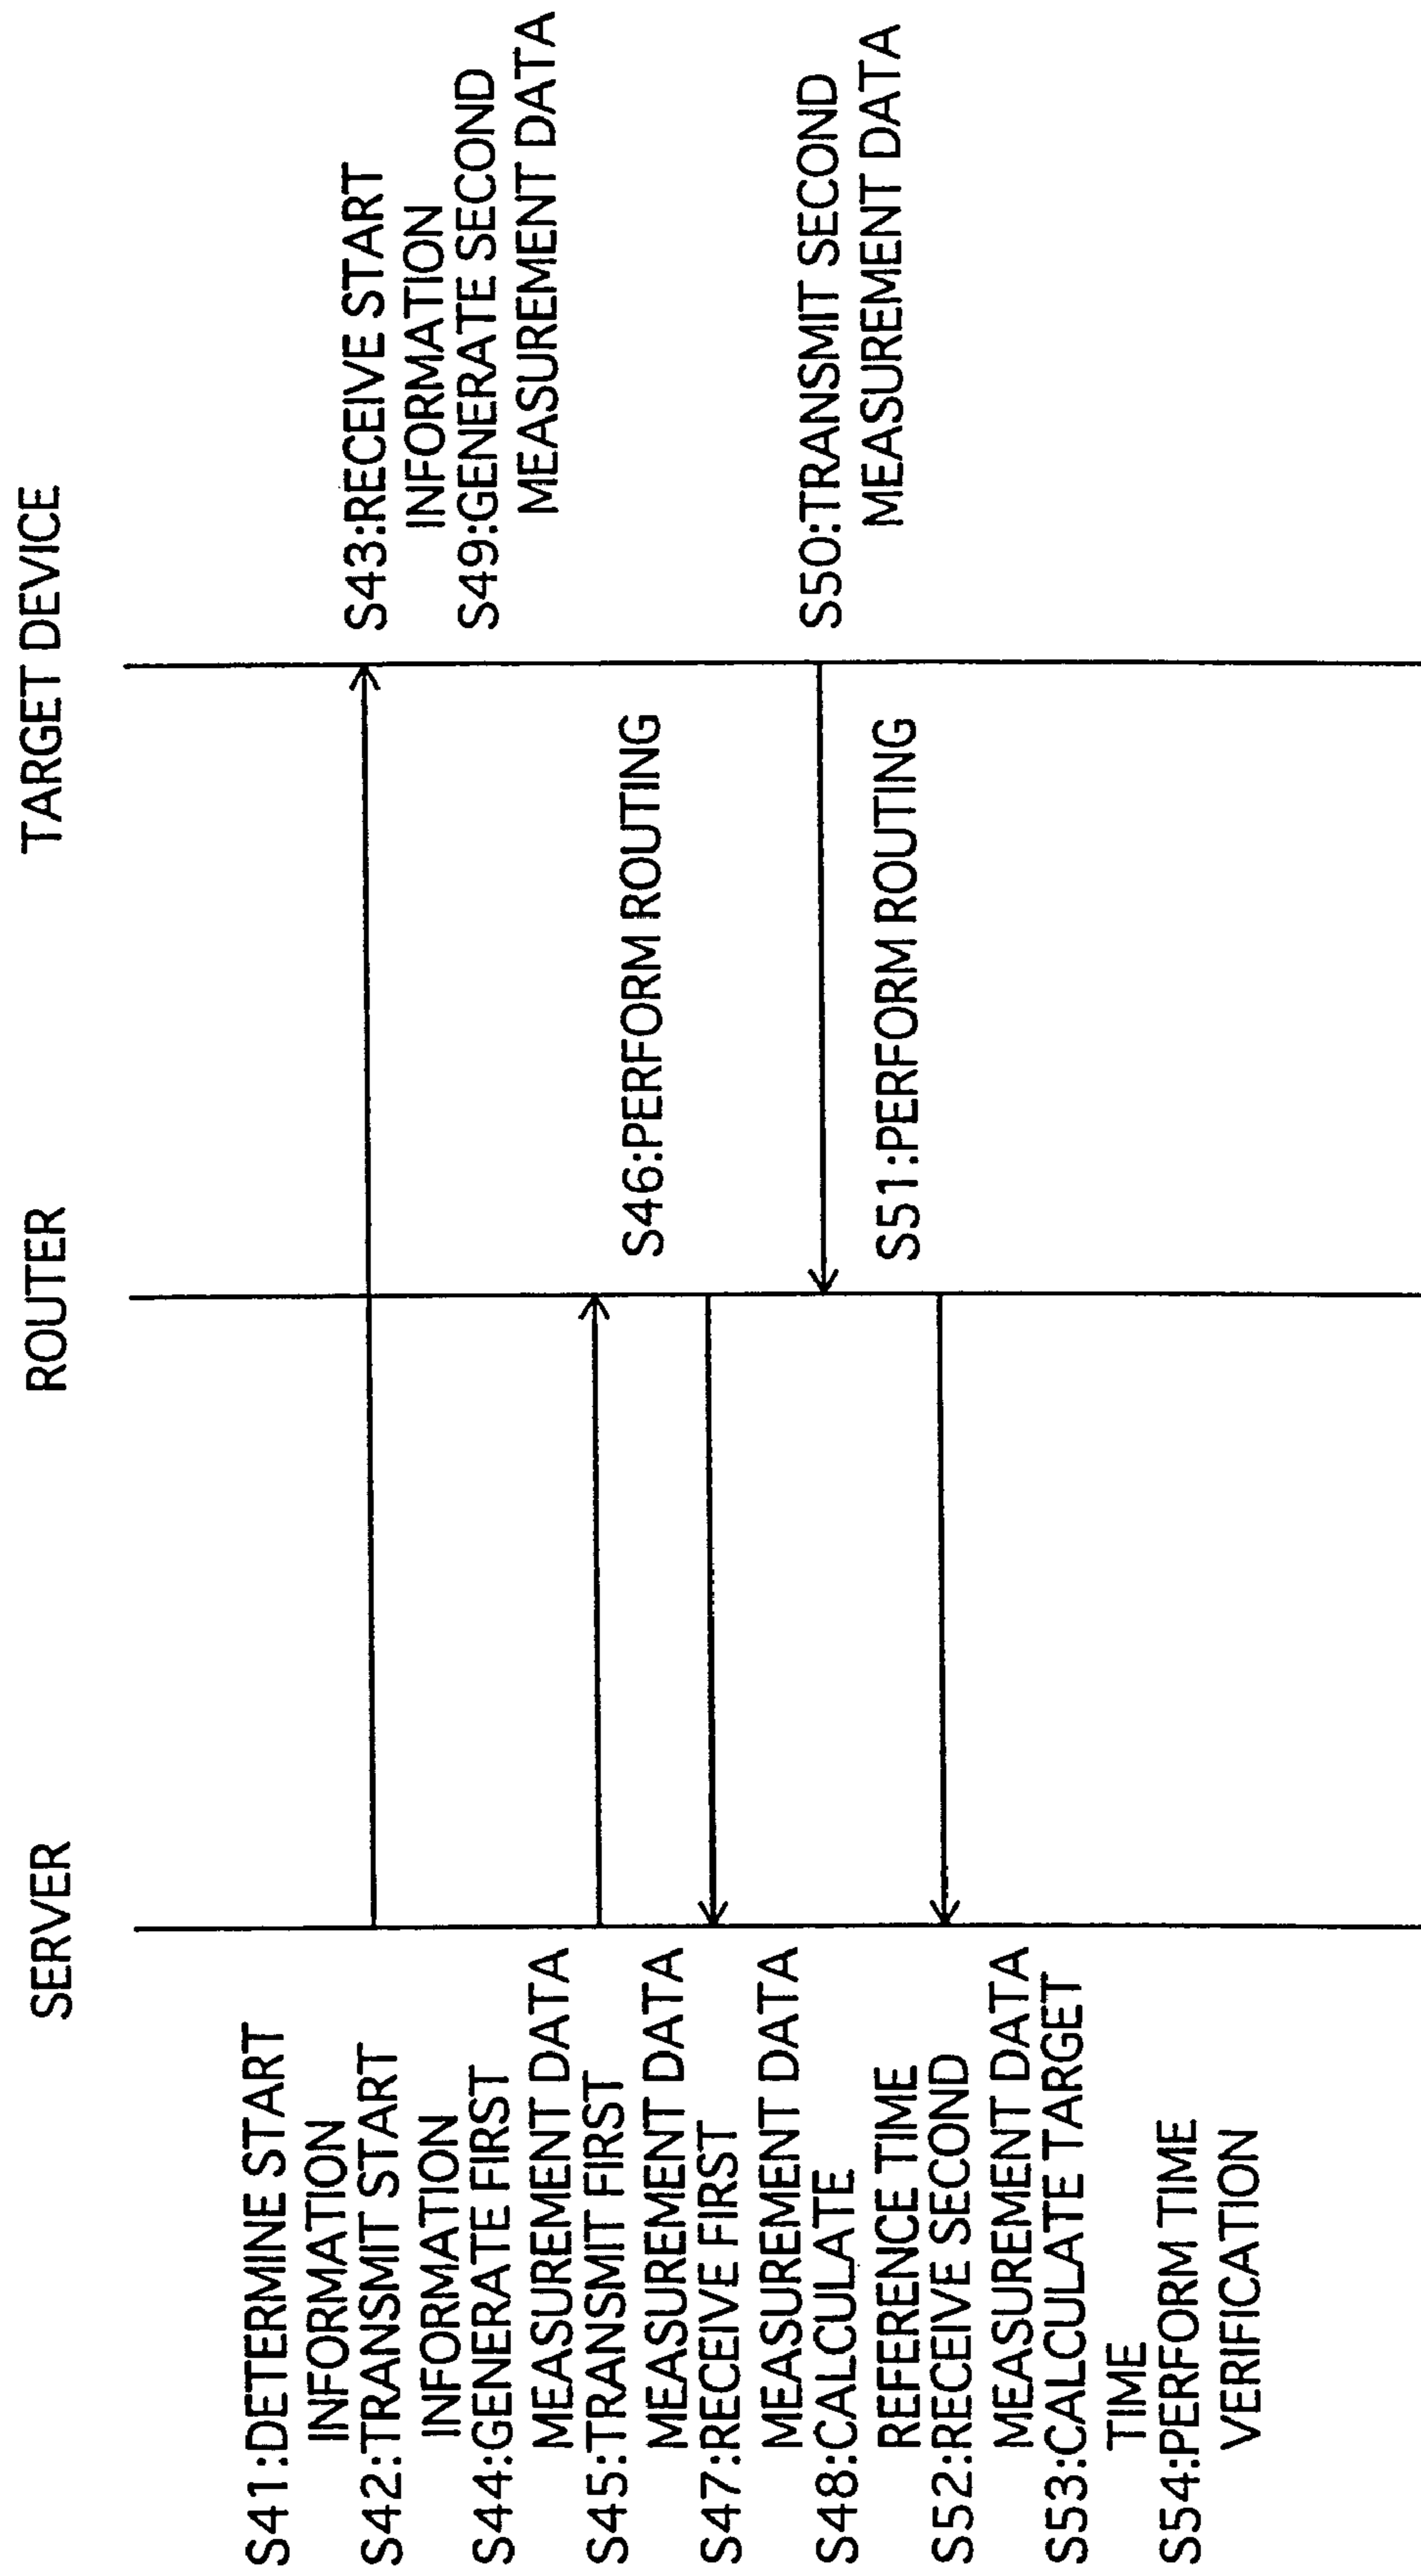 SERVER
ROUTER
TARGET DEVICE
S41:DETERMINE START
INFORMATION
S42:TRANSMIT START
INFORMATION
S43:RECEIVE START
INFORMATION
S44:GENERATE FIRST
MEASUREMENT DATA
S49:GENERATE SECOND
MEASUREMENT DATA
S45:TRANSMIT FIRST
MEASUREMENT DATA
S46:PERFORM ROUTING
S47:RECEIVE FIRST
MEASUREMENT DATA
S48:CALCULATE
REFERENCE TIME
S50:TRANSMIT SECOND
MEASUREMENT DATA
S51:PERFORM ROUTING
S52:RECEIVE SECOND
MEASUREMENT DATA
S53:CALCULATE TARGET
TIME
S54:PERFORM TIME
VERIFICATION